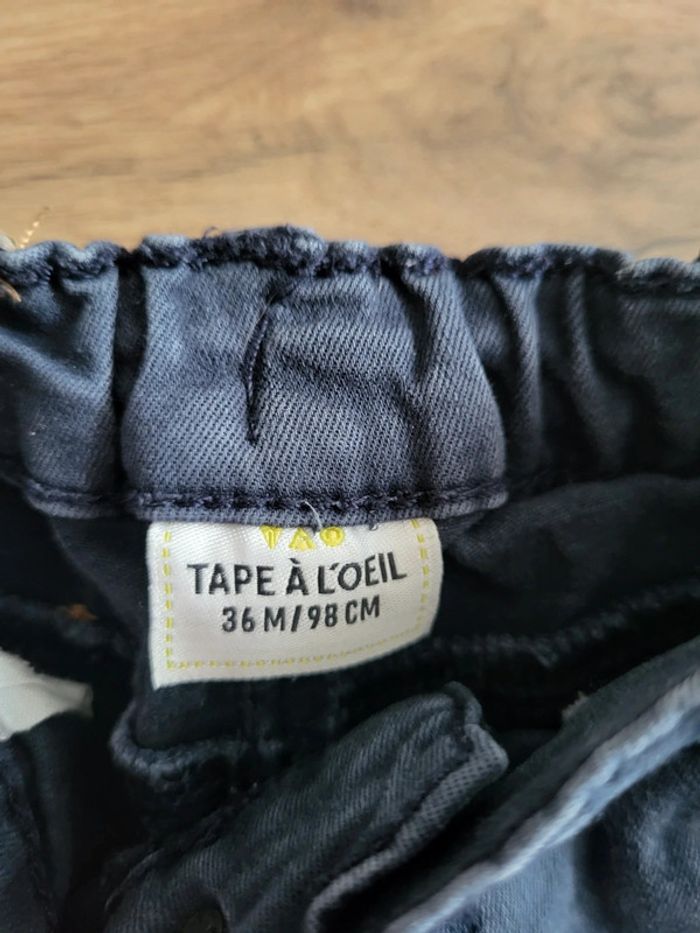 TAPE À L'OEIL
36 M/98 CM